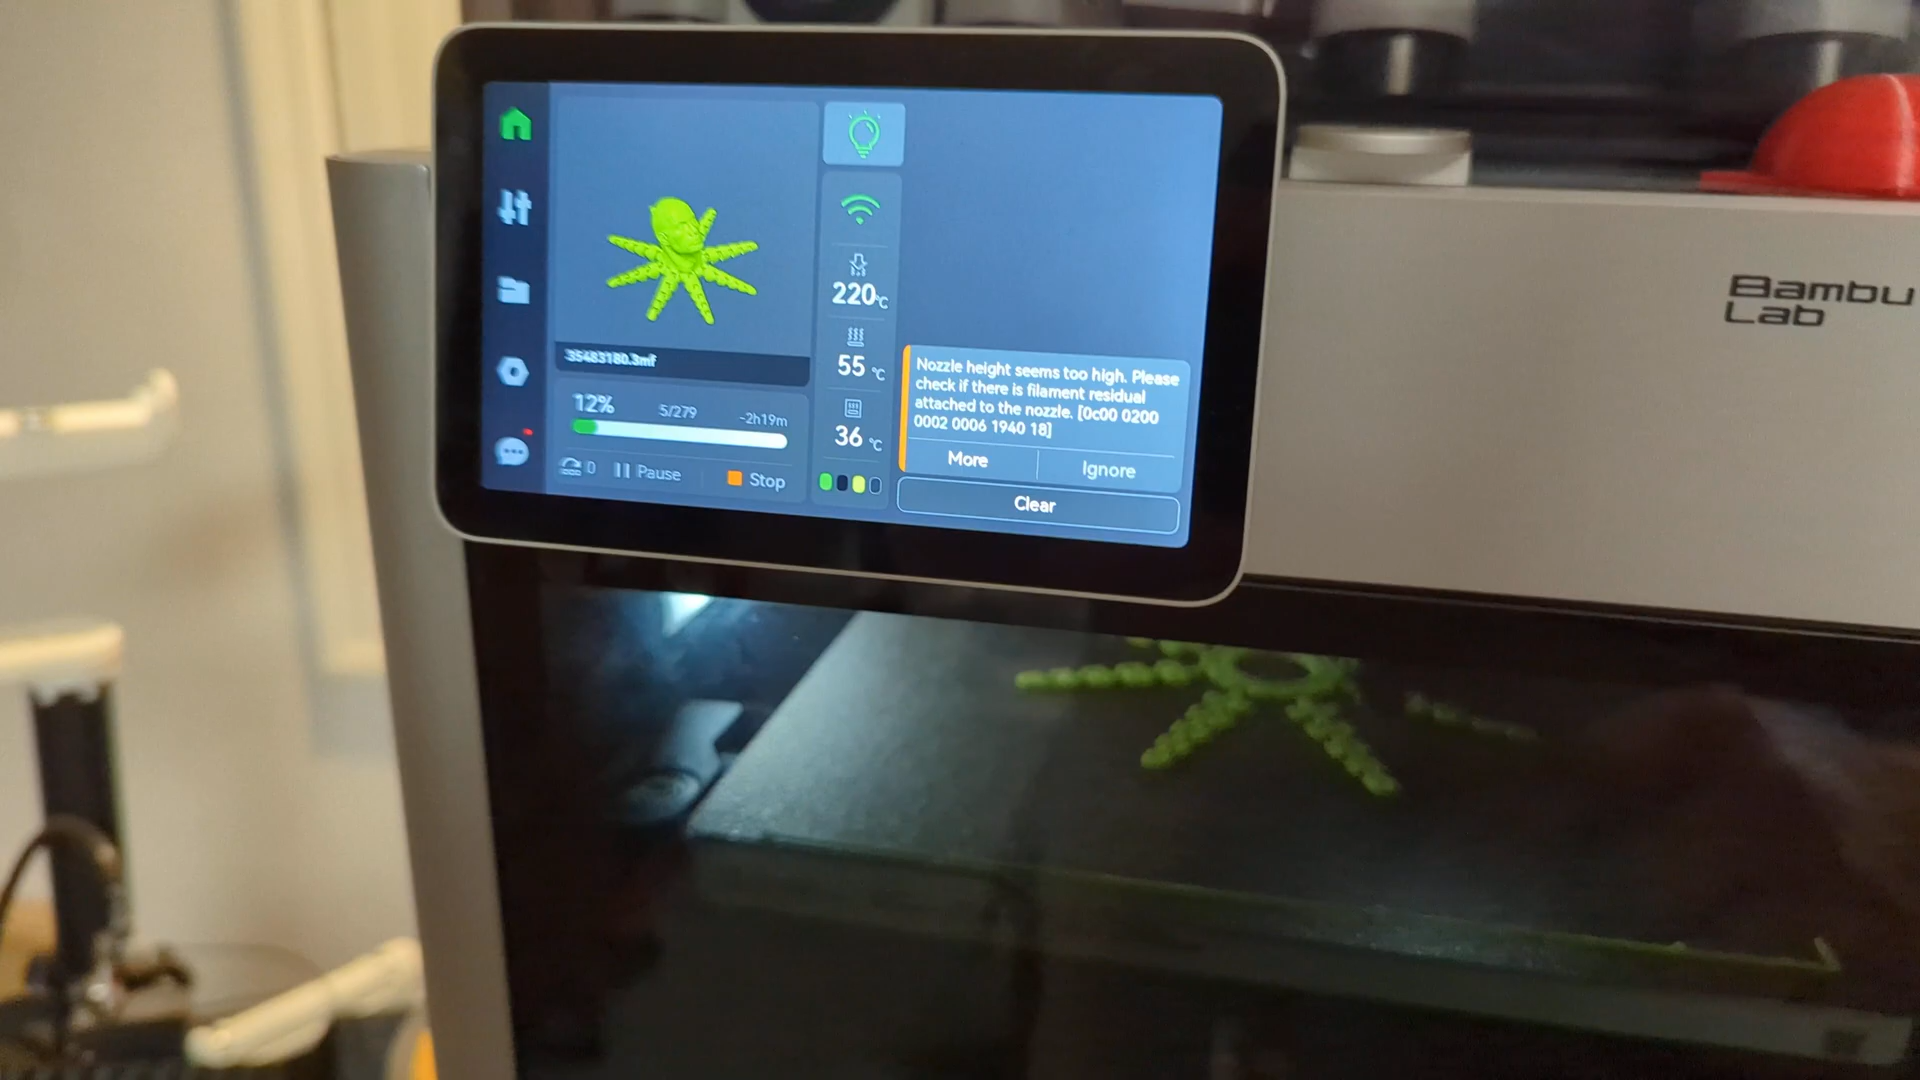 35483180.3mf
12%
5/279
~2h19m
0
Pause
Stop
220°C
55 °C
36 °C
Nozzle height seems too high. Please
check if there is filament residual
attached to the nozzle. [0c00 0200
0002 0006 1940 18]
More
Ignore
Clear
Bambu
Lab